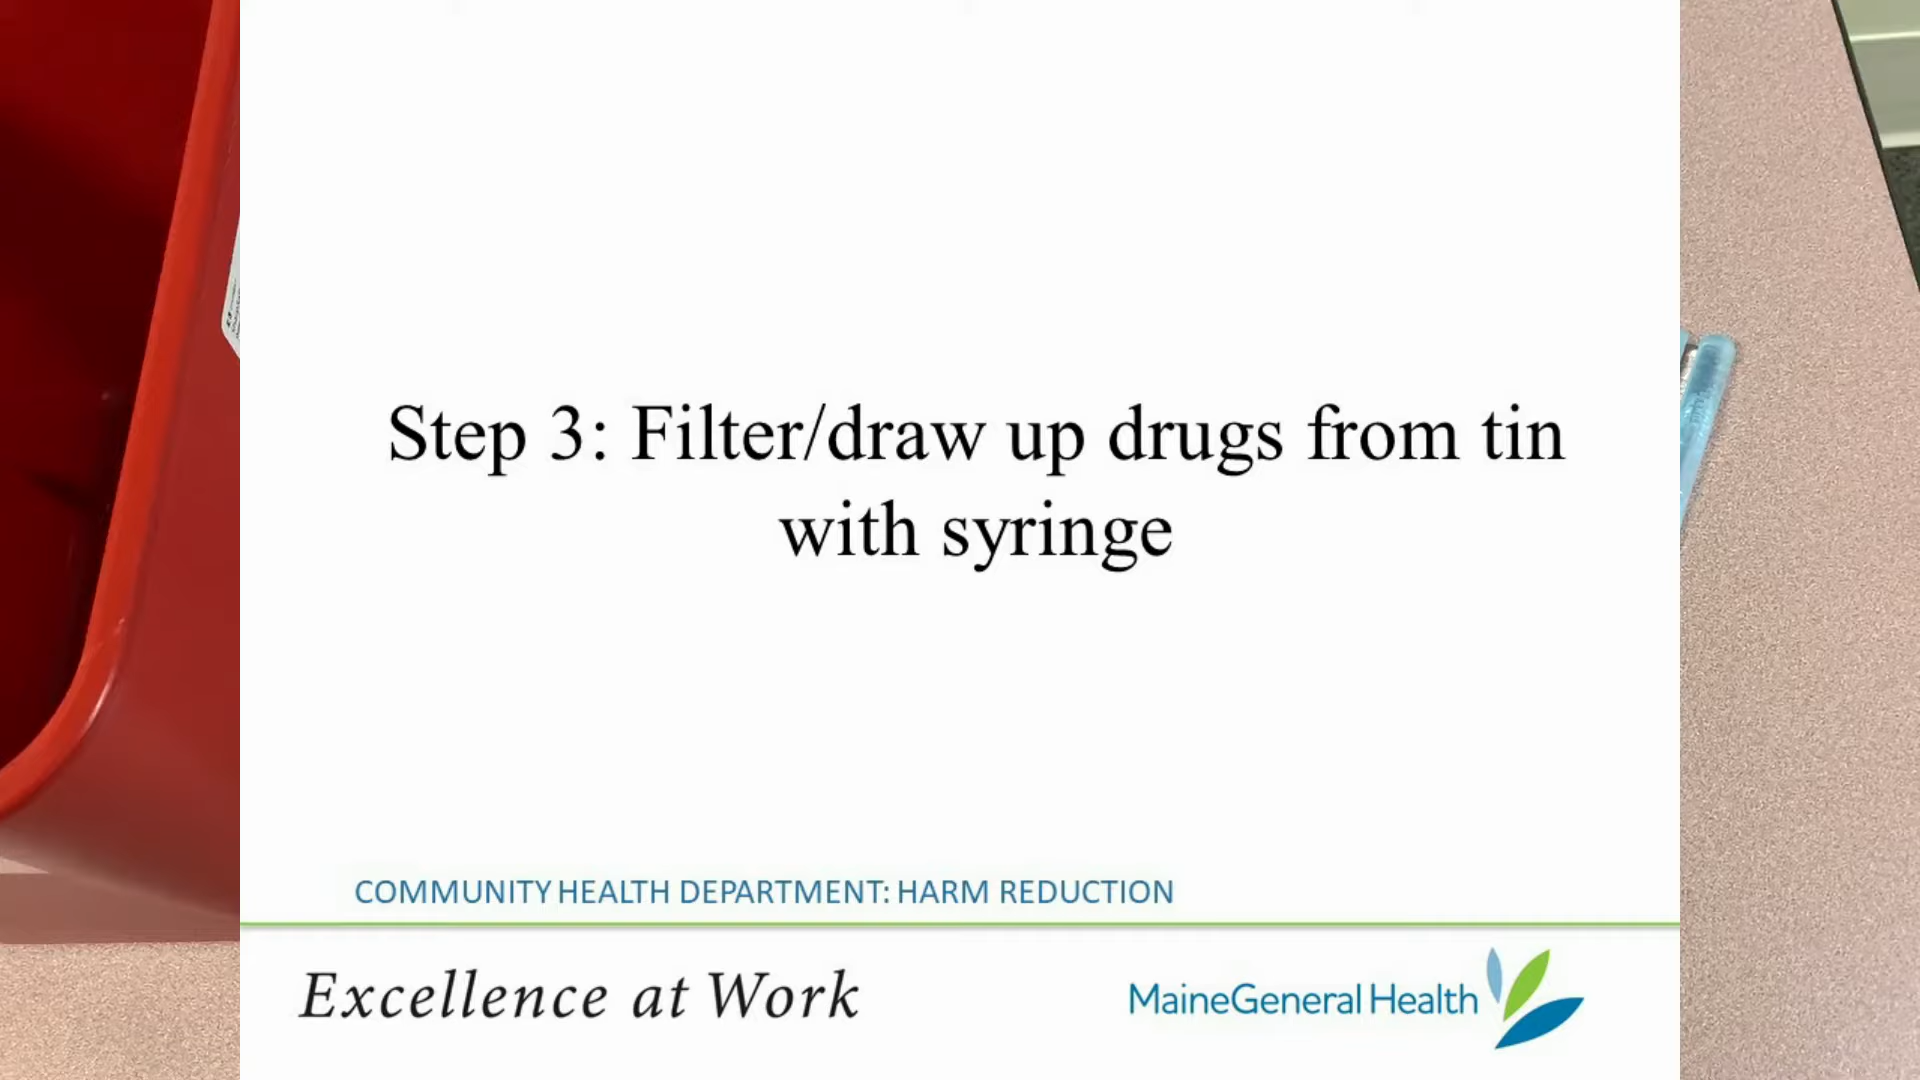 Step 3: Filter/draw up drugs from tin
with syringe
COMMUNITY HEALTH DEPARTMENT: HARM REDUCTION
Excellence at Work
MaineGeneral Health